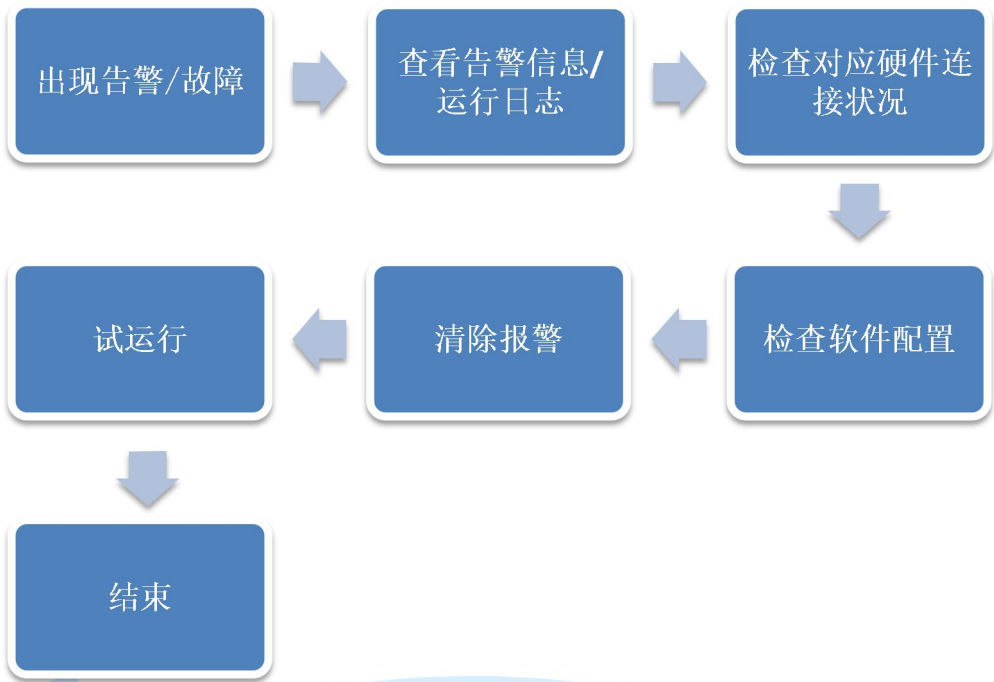 出现告警/故障
查看告警信息/
运行日志
检查对应硬件连
接状况
检查软件配置
清除报警
试运行
结束